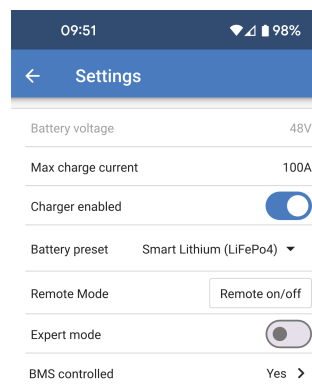 09:51 98%
Settings
Battery voltage 48V
Max charge current 100A
Charger enabled
Battery preset Smart Lithium (LiFePo4)
Remote Mode Remote on/off
Expert mode
BMS controlled Yes